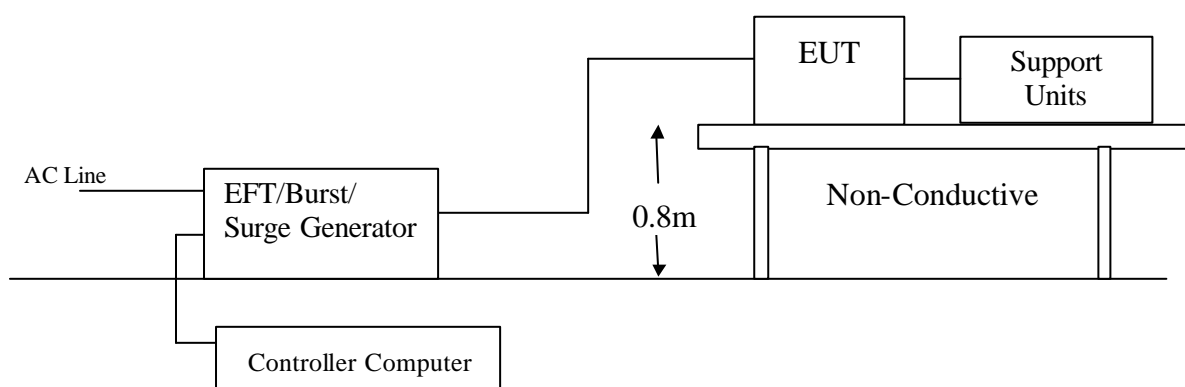 EUT
Support
Units
AC Line
EFT/Burst/
Surge Generator
0.8m
Non-Conductive
Controller Computer